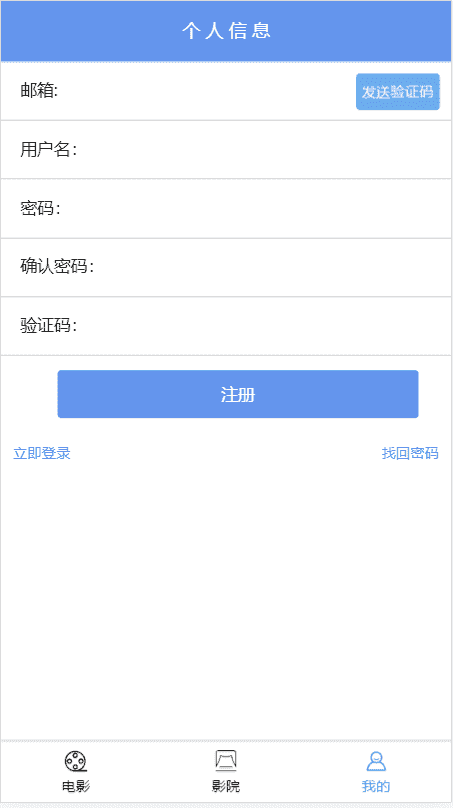 个人信息
邮箱: 发送验证码
用户名：
密码：
确认密码：
验证码：
注册
立即登录 找回密码
电影 影院 我的